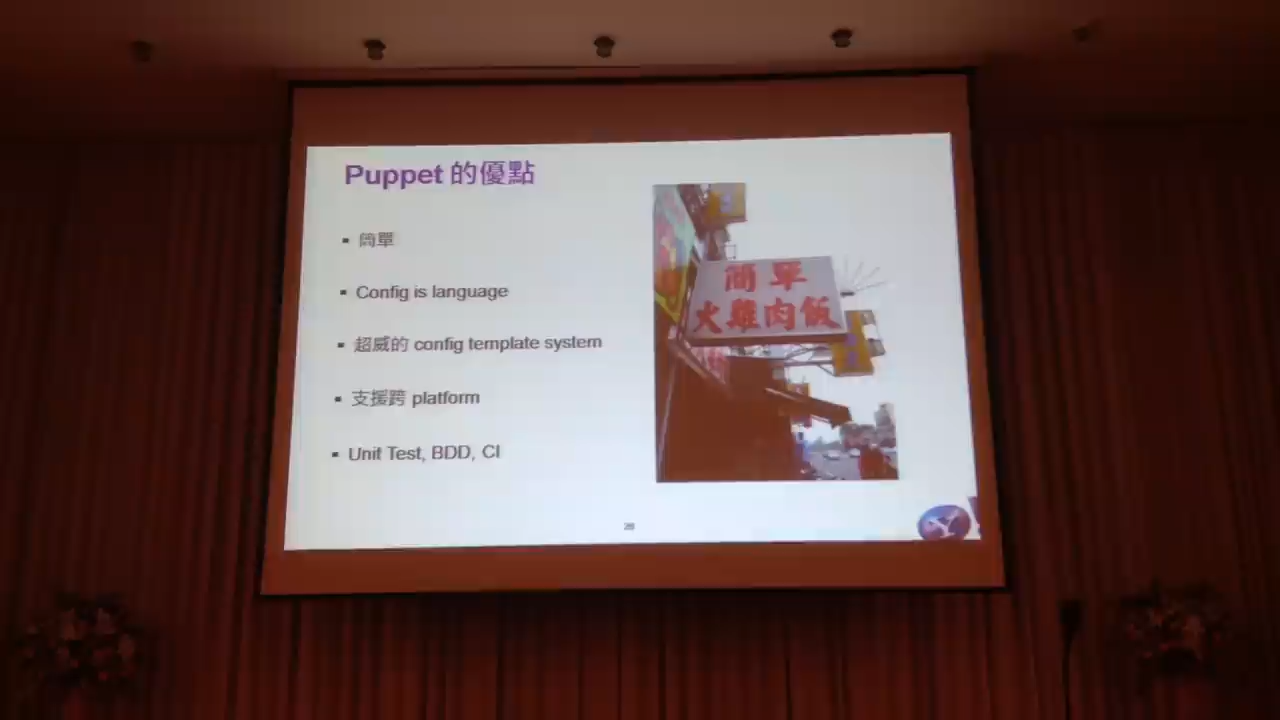 Puppet 的優點
簡單
Config is language
超威的 config template system
支援跨 platform
Unit Test, BDD, CI
簡單
火雞肉飯